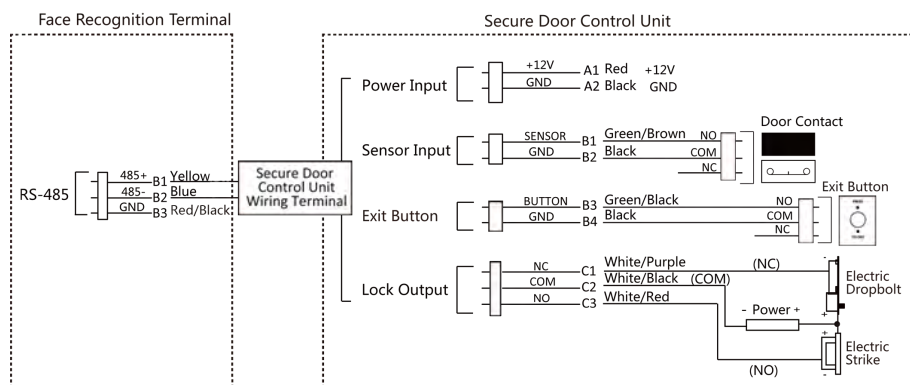 Face Recognition Terminal
Secure Door Control Unit
RS-485
485+ B1 Yellow
485- B2 Blue
GND B3 Red/Black
Secure Door
Control Unit
Wiring Terminal
Power Input
+12V A1 Red +12V
GND A2 Black GND
Sensor Input
SENSOR B1 Green/Brown NO
GND B2 Black COM
NC
Door Contact
Exit Button
BUTTON B3 Green/Black NO
GND B4 Black COM
NC
Exit Button
Lock Output
NC C1 White/Purple (NC)
COM C2 White/Black (COM)
NO C3 White/Red
(NO)
- Power +
-
+
Electric
Dropbolt
+
-
Electric
Strike